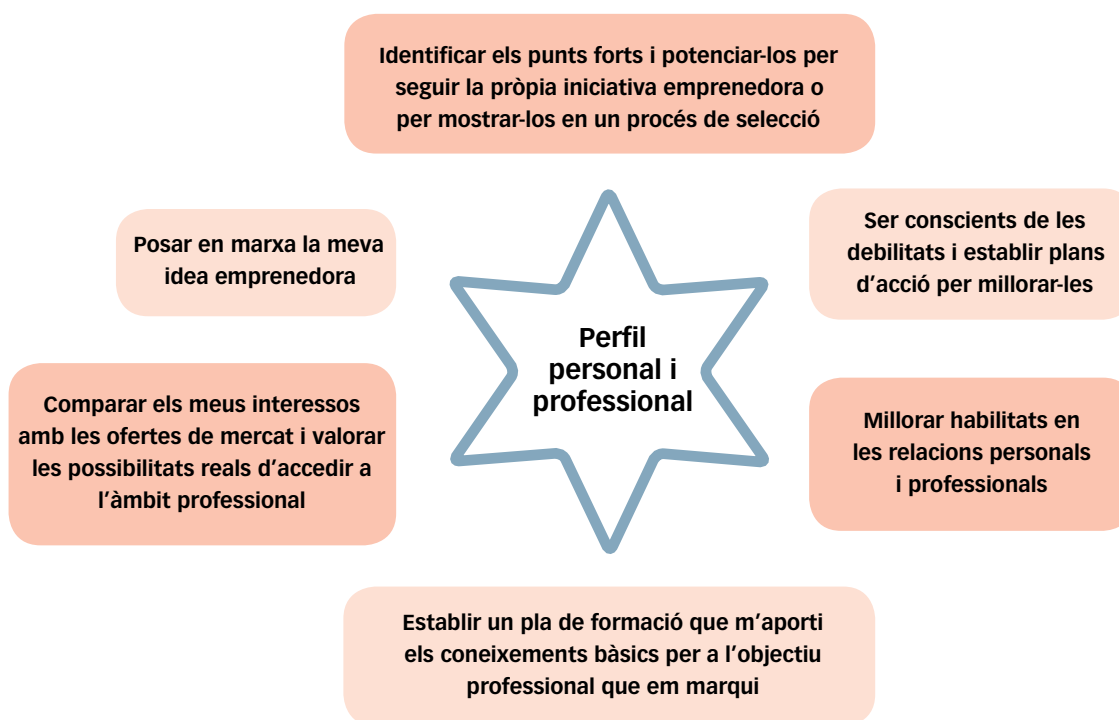 Identificar els punts forts i potenciar-los per
seguir la pròpia iniciativa emprenedora o
per mostrar-los en un procés de selecció
Posar en marxa la meva
idea emprenedora
Ser conscients de les
debilitats i establir plans
d’acció per millorar-les
Perfil
personal i
professional
Comparar els meus interessos
amb les ofertes de mercat i valorar
les possibilitats reals d’accedir a
l’àmbit professional
Millorar habilitats en
les relacions personals
i professionals
Establir un pla de formació que m’aporti
els coneixements bàsics per a l’objectiu
professional que em marqui